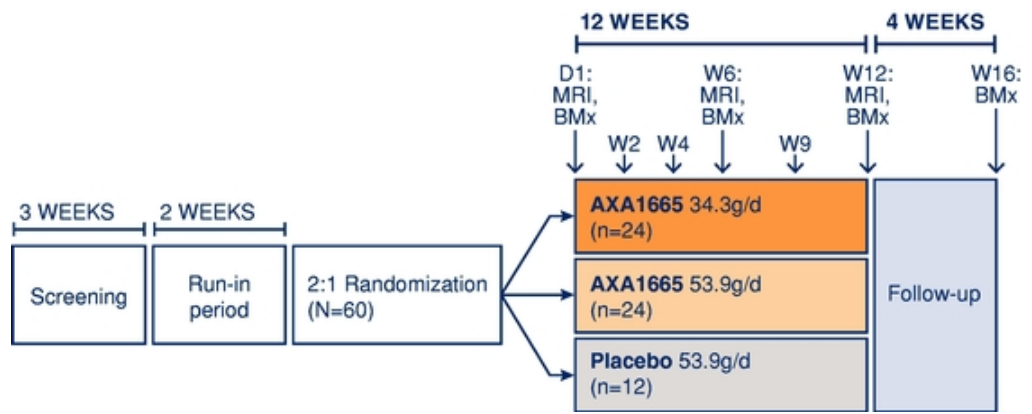 12 WEEKS
4 WEEKS
D1:
MRI,
BMx
W6:
MRI,
BMx
W12:
MRI,
BMx
W16:
BMx
W2
W4
W9
3 WEEKS
2 WEEKS
Screening
Run-in
period
2:1 Randomization
(N=60)
AXA1665 34.3g/d
(n=24)
AXA1665 53.9g/d
(n=24)
Placebo 53.9g/d
(n=12)
Follow-up